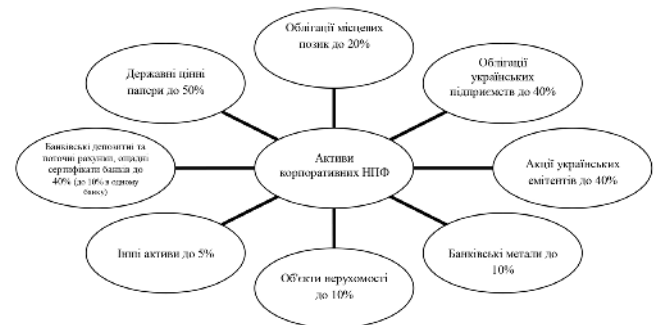 Облігації місцевих
позик до 20%
Державні цінні
папери до 50%
Облігації
українських
підприємств до 40%
Банківські депозитні та
поточні рахунки, ощадні
сертифікати банків до
40% (до 10% в одному
банку)
Активи
корпоративних НПФ
Акції українських
емітентів до 40%
Інші активи до 5%
Банківські метали до
10%
Об'єкти нерухомості
до 10%